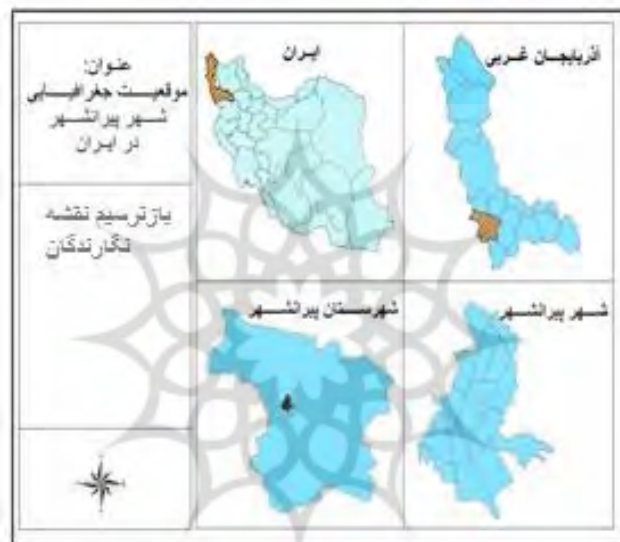 عنوان:
موقعیت جغرافیایی
شهر پیرانشهر
در ایران
بازترسیم نقشه
نگارندگان
ایران
آذربایجان غربی
شهرستان پیرانشهر
شهر پیرانشهر